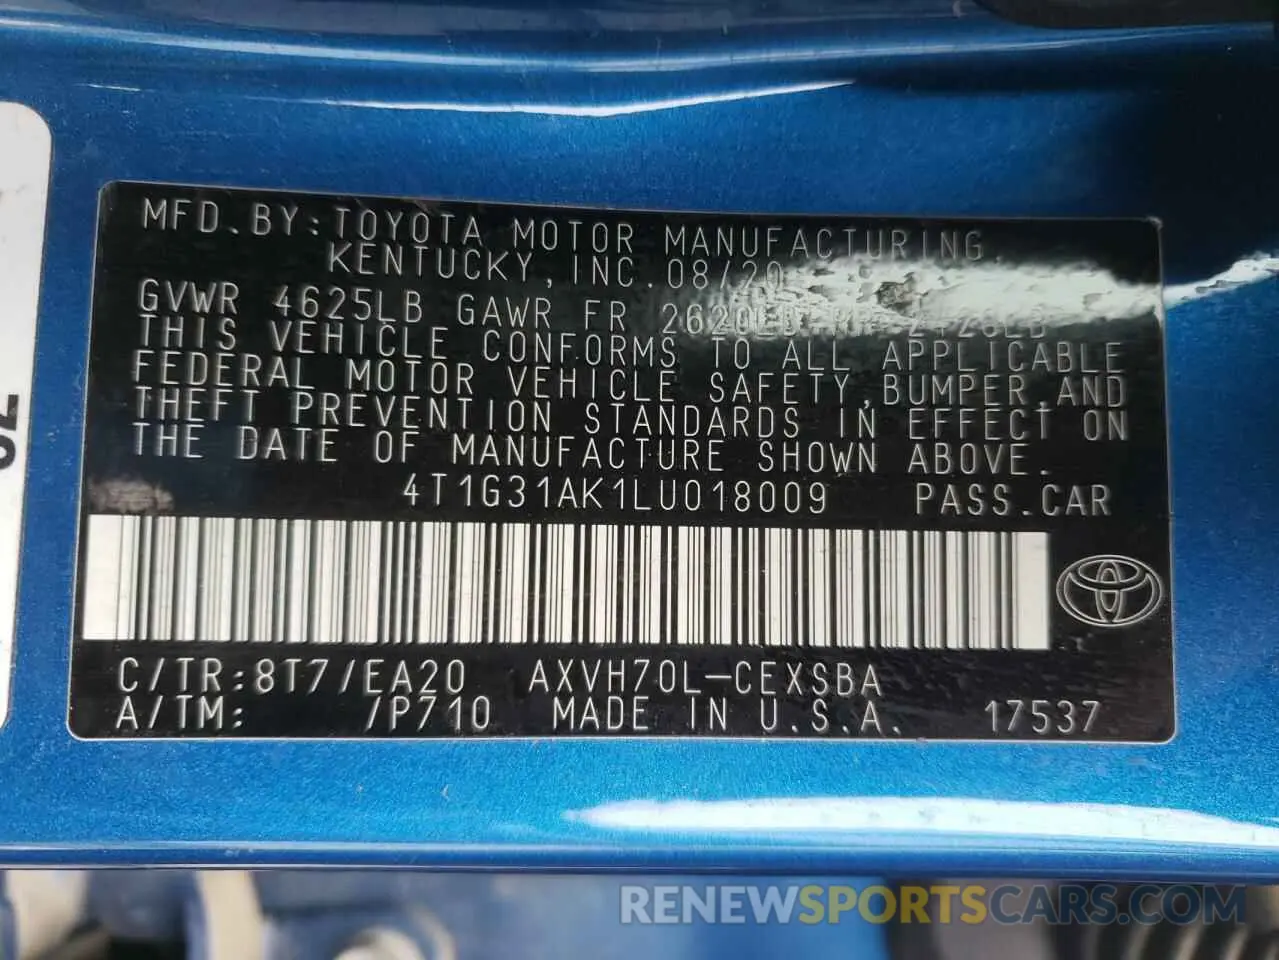 MFD.BY:TOYOTA MOTOR MANUFACTURING,
KENTUCKY, INC. 08/20
GVWR 4625LB GAWR FR 2620LB RR
THIS VEHICLE CONFORMS TO ALL APPLICABLE
FEDERAL MOTOR VEHICLE SAFETY, BUMPER, AND
THEFT PREVENTION STANDARDS IN EFFECT ON
THE DATE OF MANUFACTURE SHOWN ABOVE.
4T1G31AK1LU018009 PASS.CAR
C/TR:8T7/EA20 AXVH70L-CEXSBA
A/TM: /P710 MADE IN U.S.A. 17537
RENEWSPORTSCARS.COM